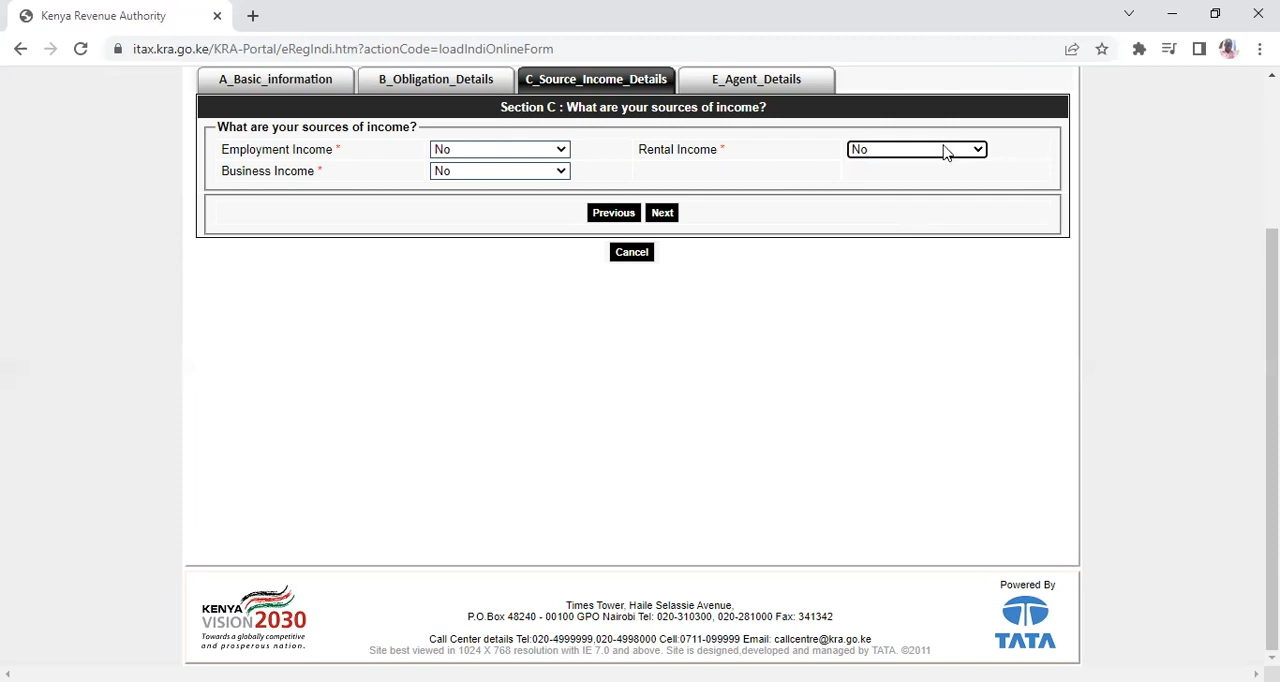 Kenya Revenue Authority
itax.kra.go.ke/KRA-Portal/eRegIndi.htm?actionCode=loadIndiOnlineForm
A_Basic_information B_Obligation_Details C_Source_Income_Details E_Agent_Details
Section C : What are your sources of income?
What are your sources of income?
Employment Income * No Rental Income * No
Business Income * No
Previous Next
Cancel
KENYA
VISION 2030
Towards a globally competitive
and prosperous nation.
Times Tower, Haile Selassie Avenue,
P.O.Box 48240 - 00100 GPO Nairobi Tel: 020-310300, 020-281000 Fax: 341342
Call Center details Tel:020-4999999,020-4998000 Cell:0711-099999 Email: callcentre@kra.go.ke
Site best viewed in 1024 X 768 resolution with IE 7.0 and above. Site is designed,developed and managed by TATA. ©2011
Powered By
TATA